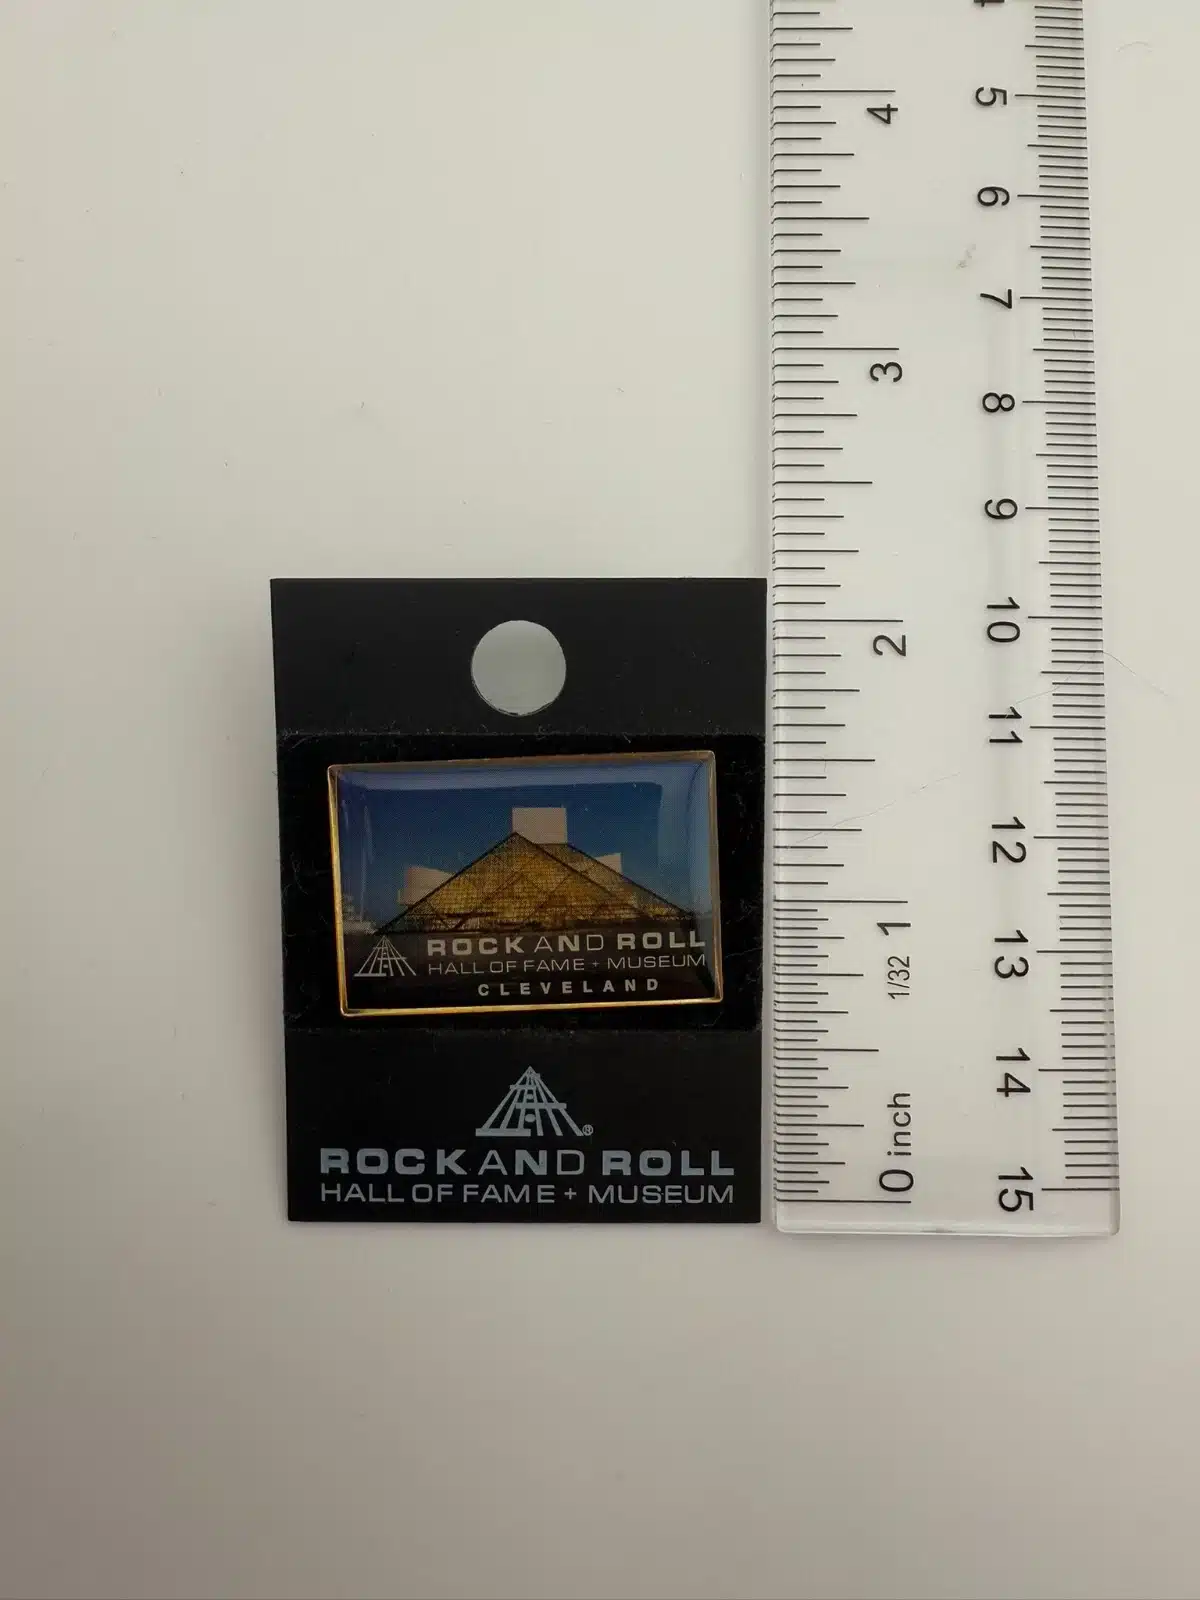 ROCK AND ROLL
HALL OF FAME + MUSEUM
CLEVELAND
®
ROCK AND ROLL
HALL OF FAME + MUSEUM
4
3
2
1
1/32
0 inch
5
6
7
8
9
10
11
12
13
14
15